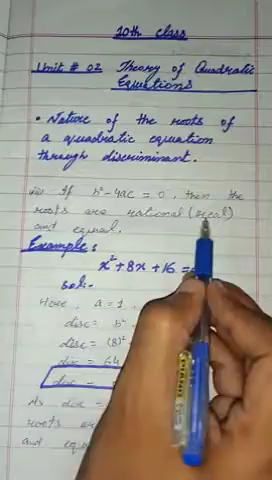 10th class
Unit # 02 Theory of Quadratic
Equations
• Nature of the roots of
a quadratic equation
through discriminant.
If b²-4ac = 0, then the
roots are rational (real)
and equal.
Example:
x² + 8x + 16 =
sol:-
Here, a = 1
disc = b²
disc = (8)²
disc = 64
disc =
As disc =
roots
and